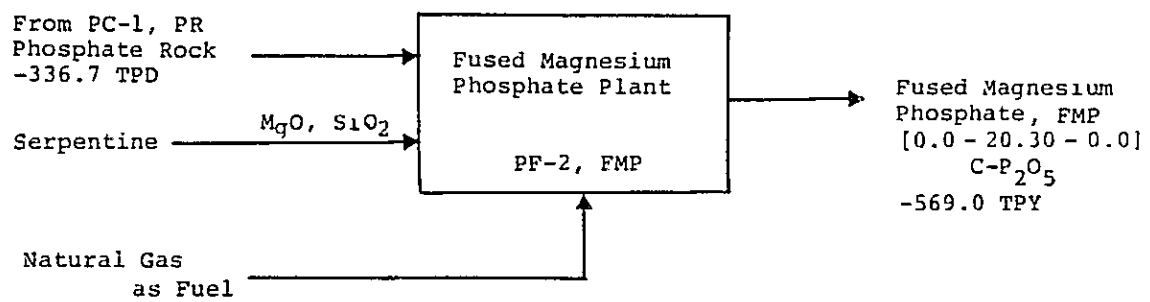 From PC-1, PR
Phosphate Rock
-336.7 TPD
Serpentine
MgO, SiO2
Natural Gas
as Fuel
Fused Magnesium
Phosphate Plant
PF-2, FMP
Fused Magnesium
Phosphate, FMP
[0.0 - 20.30 - 0.0]
C-P2O5
-569.0 TPY